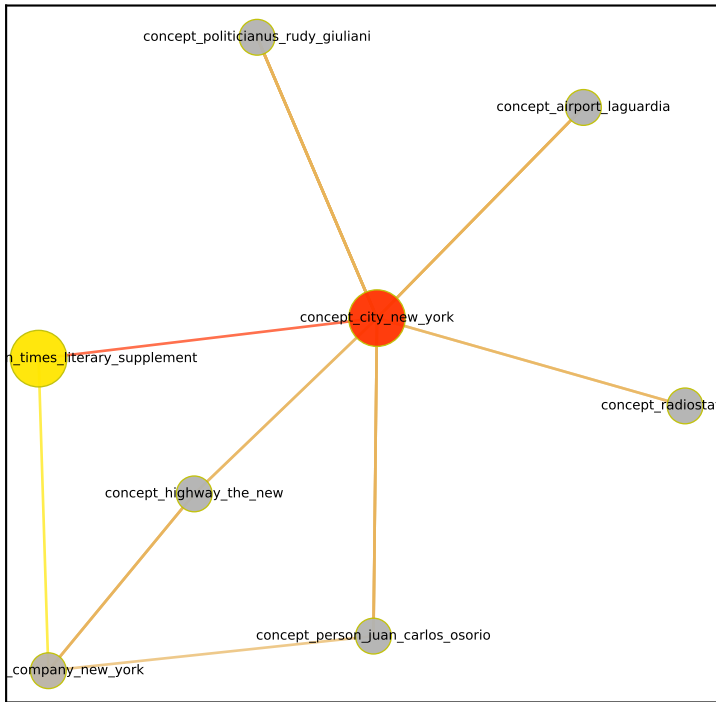 concept_politicianus_rudy_giuliani
concept_airport_laguardia
concept_city_new_york
n_times_literary_supplement
concept_radiosta
concept_highway_the_new
concept_person_juan_carlos_osorio
_company_new_york